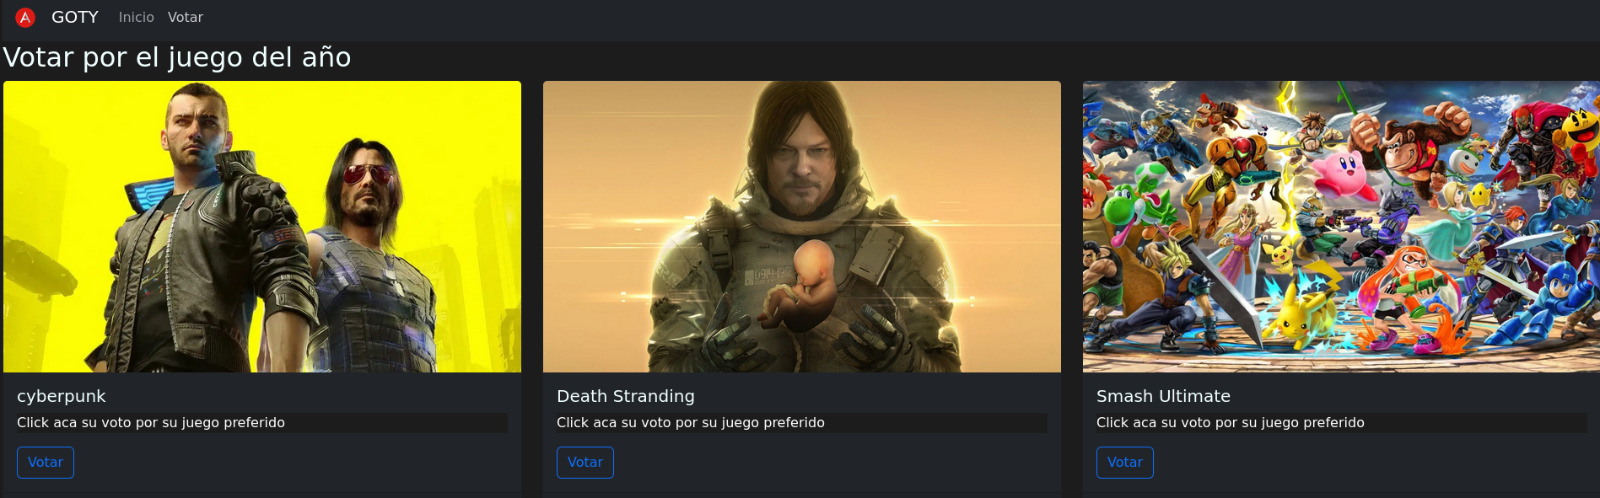 GOTY Inicio Votar
Votar por el juego del año
cyberpunk
Click aca su voto por su juego preferido
Votar
Death Stranding
Click aca su voto por su juego preferido
Votar
Smash Ultimate
Click aca su voto por su juego preferido
Votar